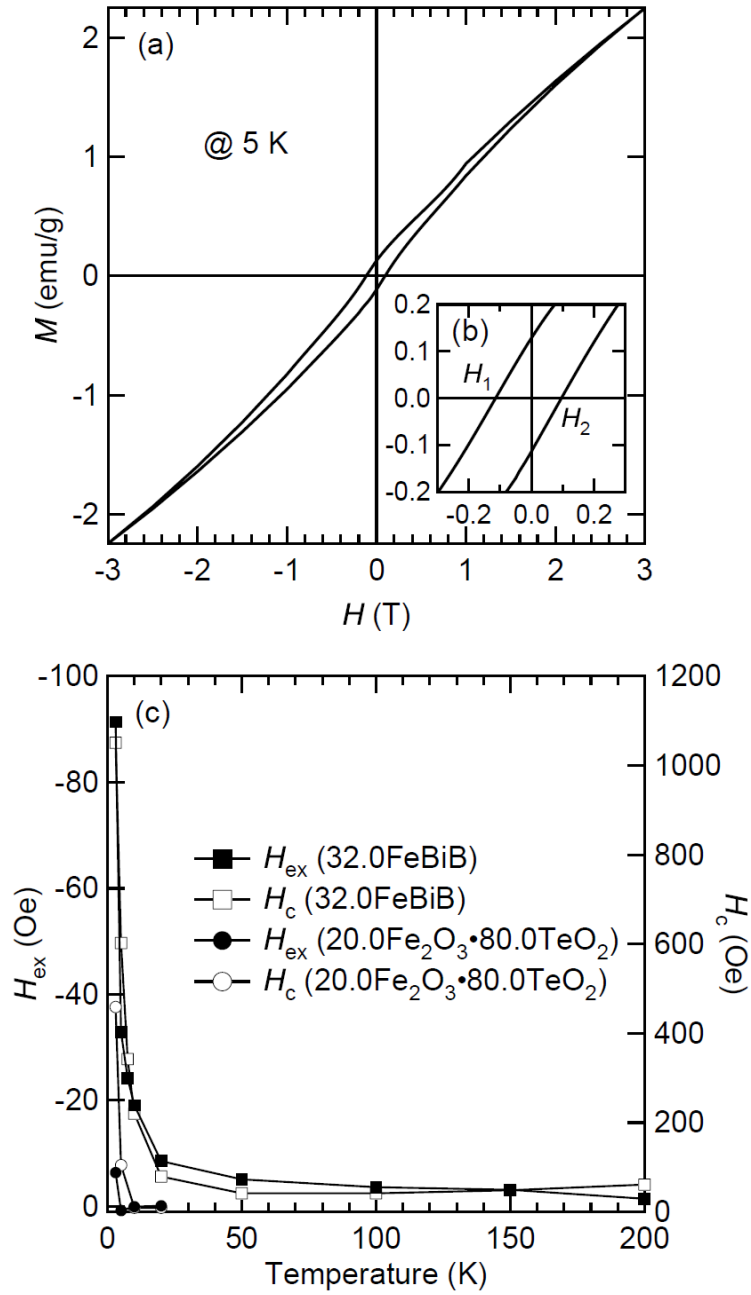 (a)
@ 5 K
M (emu/g)
2
1
0
-1
-2
-3
-2
-1
0
1
2
3
H (T)
(b)
H1
H2
0.2
0.1
0.0
-0.1
-0.2
-0.2
0.0
0.2
(c)
Hex (Oe)
-100
-80
-60
-40
-20
0
Hc (Oe)
1200
1000
800
600
400
200
0
Hex (32.0FeBiB)
Hc (32.0FeBiB)
Hex (20.0Fe2O3•80.0TeO2)
Hc (20.0Fe2O3•80.0TeO2)
0
50
100
150
200
Temperature (K)